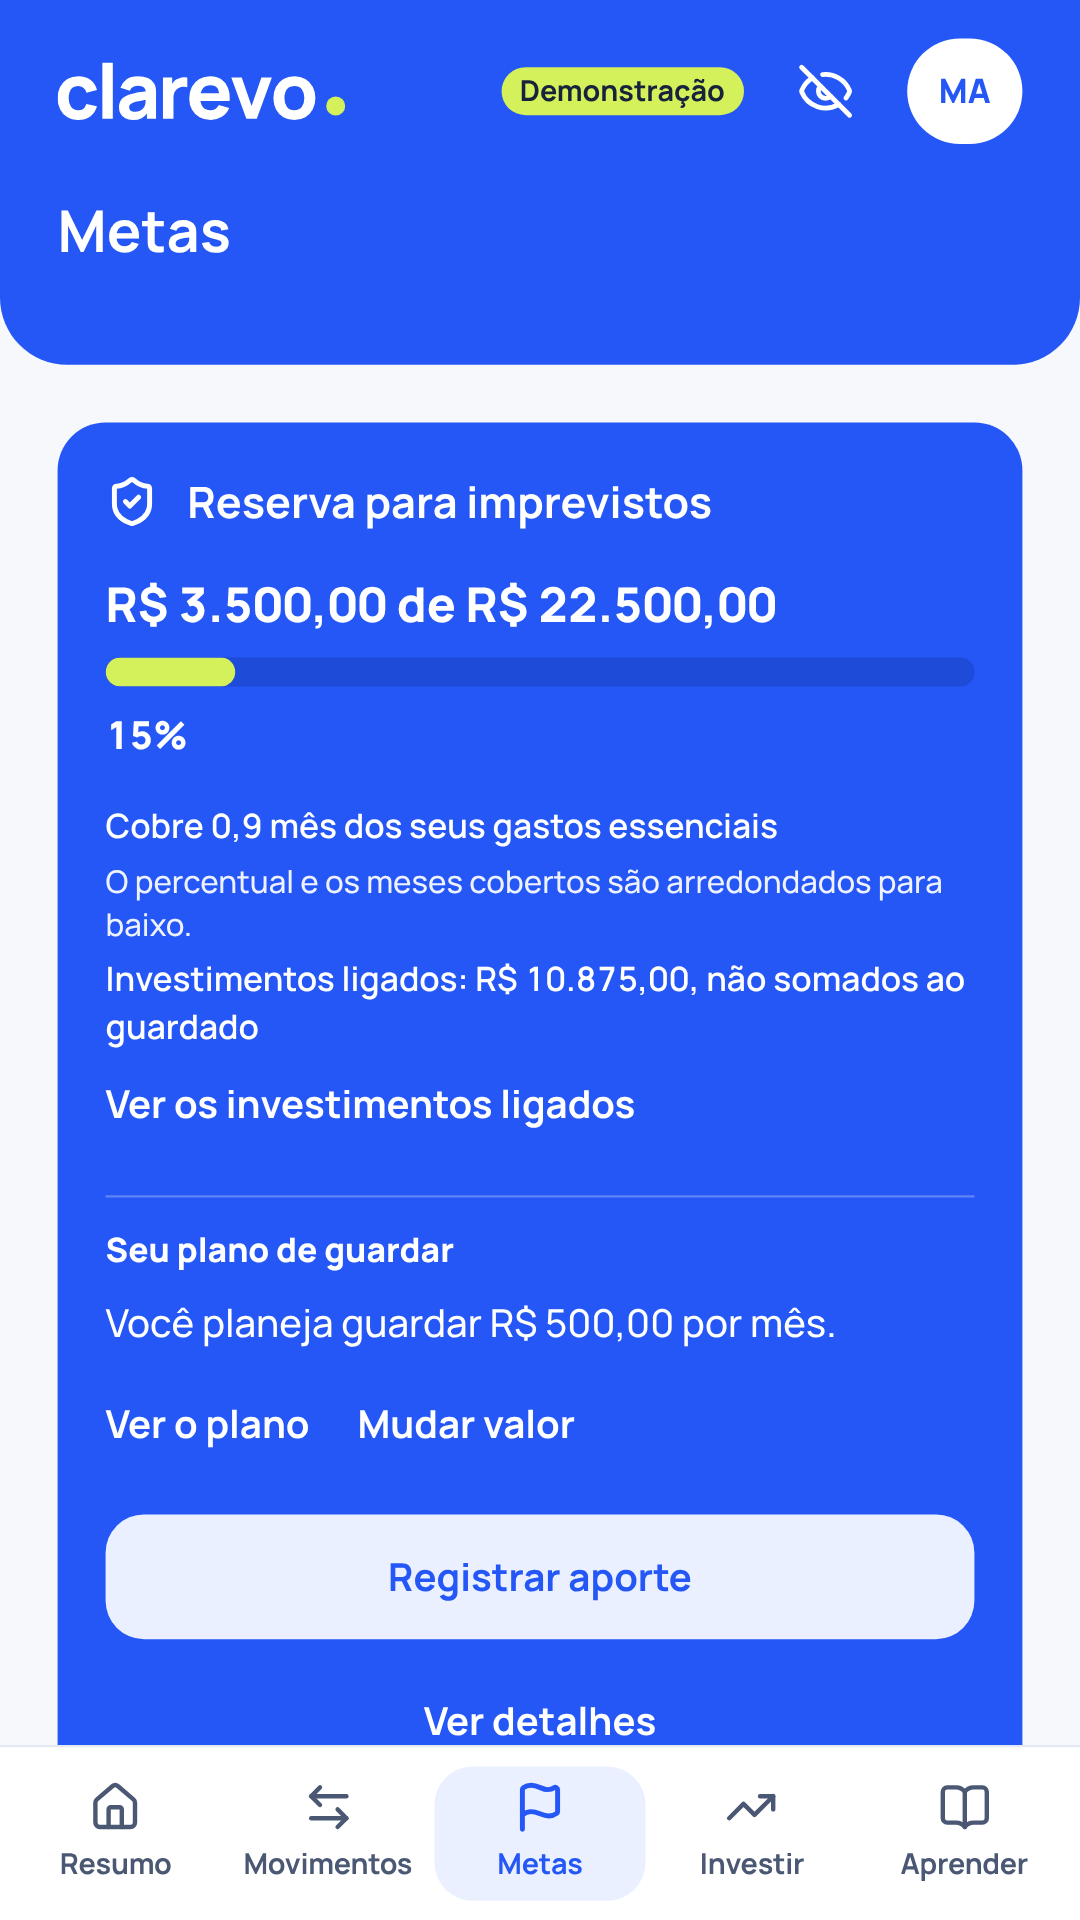 clarevo.
Demonstração
MA
Metas
Reserva para imprevistos
R$ 3.500,00 de R$ 22.500,00
15%
Cobre 0,9 mês dos seus gastos essenciais
O percentual e os meses cobertos são arredondados para
baixo.
Investimentos ligados: R$ 10.875,00, não somados ao
guardado
Ver os investimentos ligados
Seu plano de guardar
Você planeja guardar R$ 500,00 por mês.
Ver o plano
Mudar valor
Registrar aporte
Ver detalhes
Resumo
Movimentos
Metas
Investir
Aprender